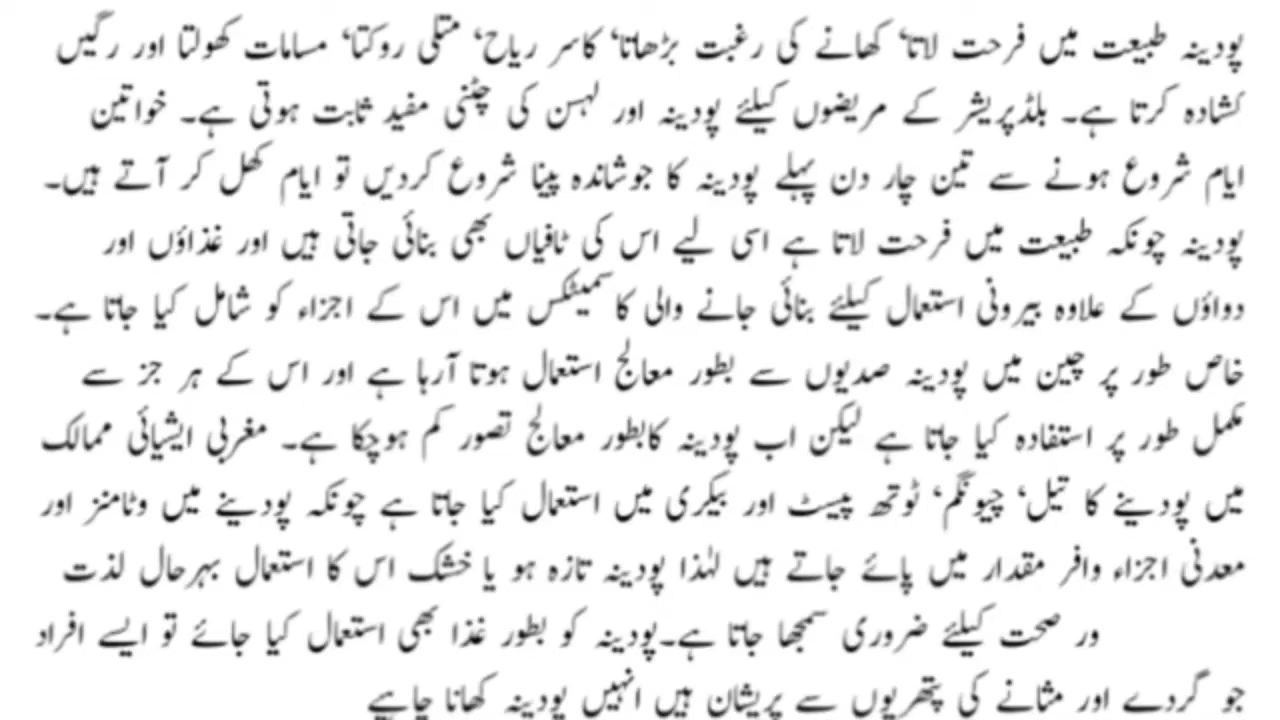 پودینہ طبیعت میں فرحت لاتا‘ کھانے کی رغبت بڑھاتا‘ کاسر ریاح‘ متلی روکتا‘ مسامات کھولتا اور رگیں
کشادہ کرتا ہے۔ بلڈپریشر کے مریضوں کیلئے پودینہ اور لہسن کی چٹنی مفید ثابت ہوتی ہے۔ خواتین
ایام شروع ہونے سے تین چار دن پہلے پودینہ کا جوشاندہ پینا شروع کردیں تو ایام کھل کر آتے ہیں۔
پودینہ چونکہ طبیعت میں فرحت لاتا ہے اسی لیے اس کی ٹافیاں بھی بنائی جاتی ہیں اور غذاؤں اور
دواؤں کے علاوہ بیرونی استعمال کیلئے بنائی جانے والی کاسمیٹکس میں اس کے اجزاء کو شامل کیا جاتا ہے۔
خاص طور پر چین میں پودینہ صدیوں سے بطور معالج استعمال ہوتا آرہا ہے اور اس کے ہر جز سے
مکمل طور پر استفادہ کیا جاتا ہے لیکن اب پودینہ کابطور معالج تصور کم ہوچکا ہے۔ مغربی ایشیائی ممالک
میں پودینے کا تیل‘ چیونگم‘ ٹوتھ پیسٹ اور بیکری میں استعمال کیا جاتا ہے چونکہ پودینے میں وٹامنز اور
معدنی اجزاء وافر مقدار میں پائے جاتے ہیں لہٰذا پودینہ تازہ ہو یا خشک اس کا استعمال بہرحال لذت
ور صحت کیلئے ضروری سمجھا جاتا ہے۔پودینہ کو بطور غذا بھی استعمال کیا جائے تو ایسے افراد
جو گردے اور مثانے کی پتھریوں سے پریشان ہیں انہیں پودینہ کھانا چاہیے